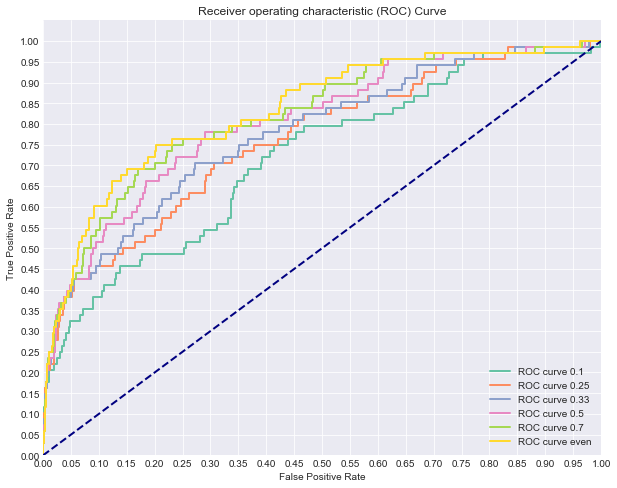 Receiver operating characteristic (ROC) Curve
True Positive Rate
1.00
0.95
0.90
0.85
0.80
0.75
0.70
0.65
0.60
0.55
0.50
0.45
0.40
0.35
0.30
0.25
0.20
0.15
0.10
0.05
0.00
ROC curve 0.1
ROC curve 0.25
ROC curve 0.33
ROC curve 0.5
ROC curve 0.7
ROC curve even
0.00 0.05 0.10 0.15 0.20 0.25 0.30 0.35 0.40 0.45 0.50 0.55 0.60 0.65 0.70 0.75 0.80 0.85 0.90 0.95 1.00
False Positive Rate